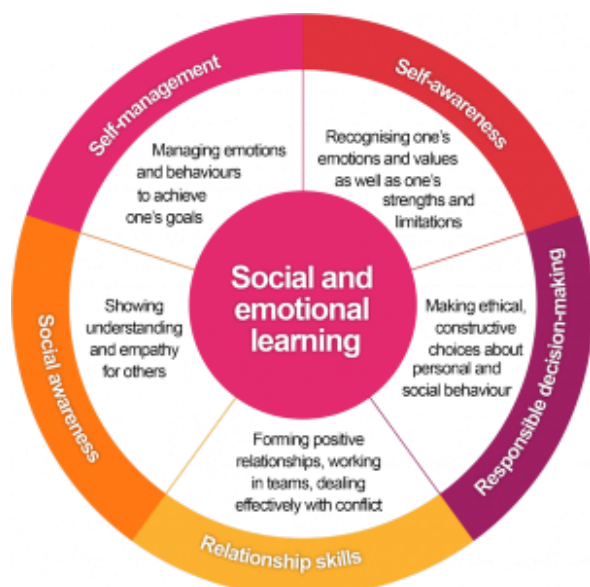 Self-management
Managing emotions
and behaviours
to achieve
one's goals
Self-awareness
Recognising one's
emotions and values
as well as one's
strengths and
limitations
Social and
emotional
learning
Social awareness
Showing
understanding
and empathy
for others
Responsible decision-making
Making ethical,
constructive
choices about
personal and
social behaviour
Forming positive
relationships, working
in teams, dealing
effectively with conflict
Relationship skills